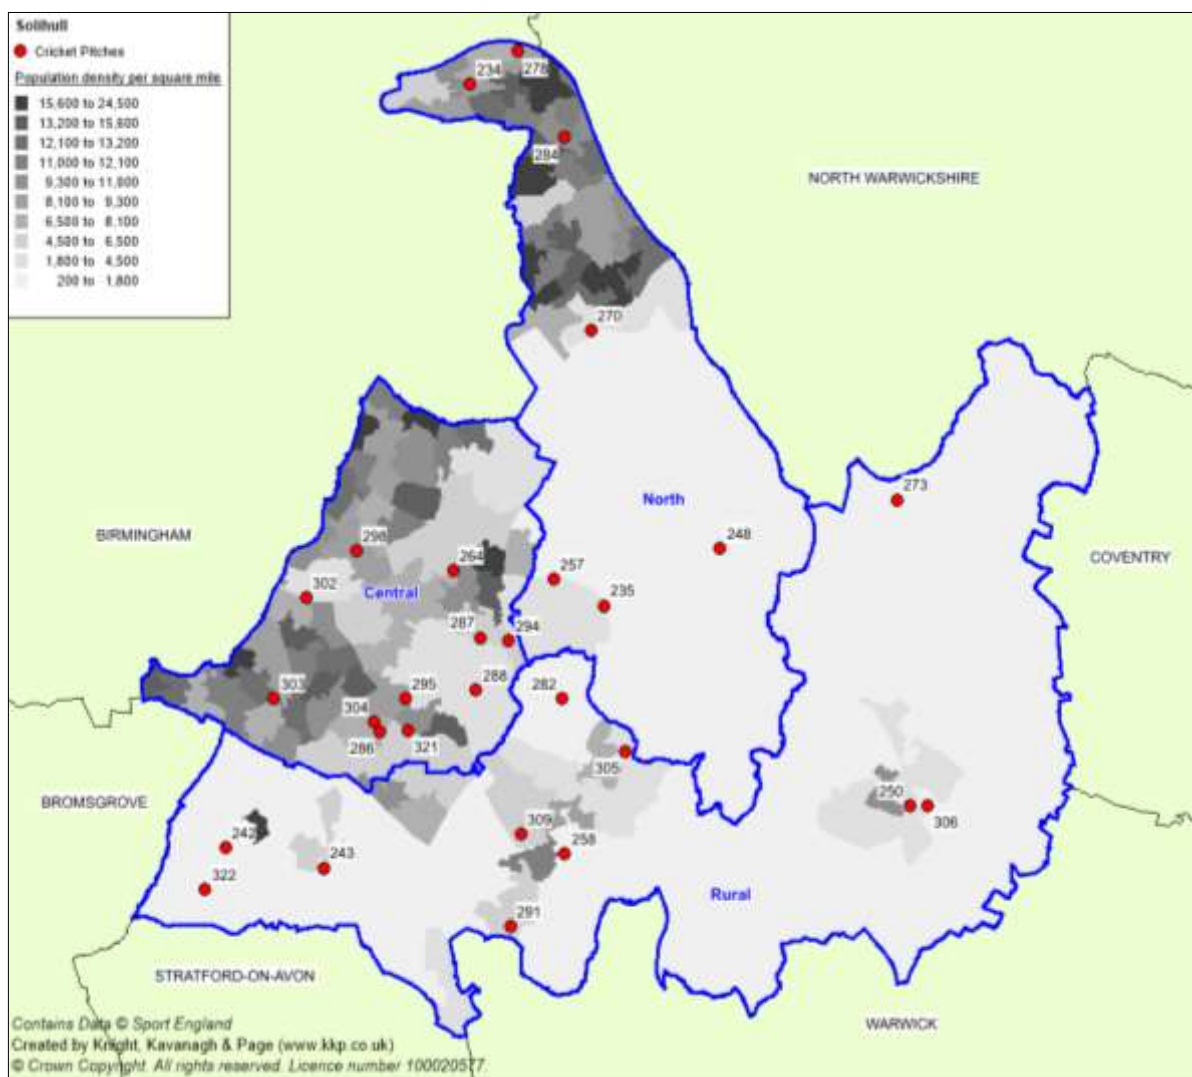 Solihull
Cricket Pitches
Population density per square mile
15,600 to 24,500
13,200 to 15,600
12,100 to 13,200
11,000 to 12,100
9,300 to 11,000
8,100 to 9,300
6,500 to 8,100
4,500 to 6,500
1,800 to 4,500
200 to 1,800
234
278
284
NORTH WARWICKSHIRE
270
North
273
BIRMINGHAM
298
264
257
248
COVENTRY
302
Central
235
287
294
303
295
288
282
304
286
321
305
BROMSGROVE
242
243
309
258
250
306
322
291
Rural
STRATFORD-ON-AVON
WARWICK
Contains Data © Sport England
Created by Knight, Kavanagh & Page (www.kkp.co.uk)
© Crown Copyright. All rights reserved. Licence number 100020577.